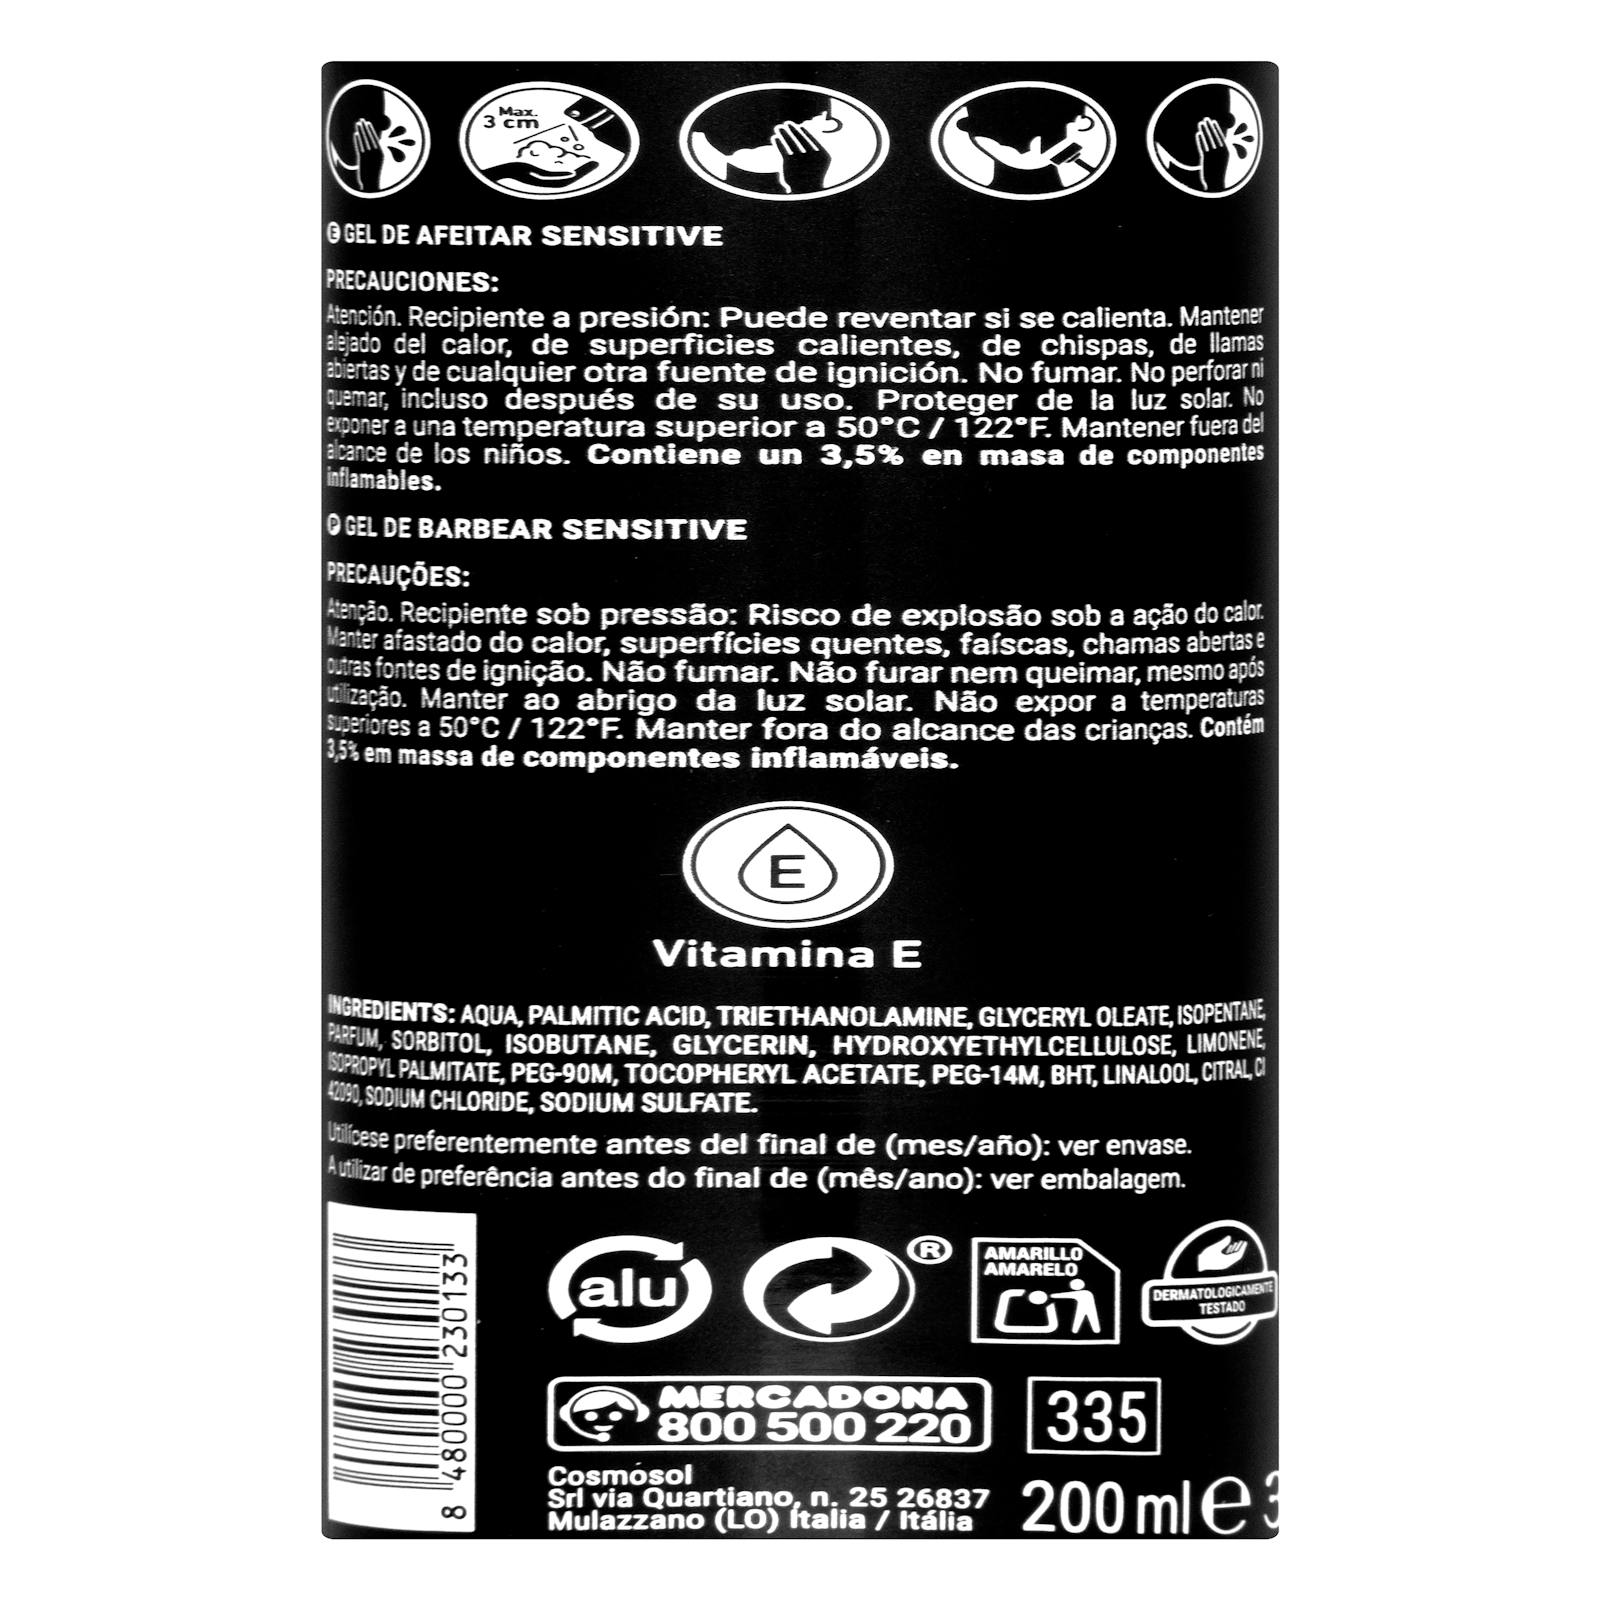 Max.
3 cm
E GEL DE AFEITAR SENSITIVE
PRECAUCIONES:
Atención. Recipiente a presión: Puede reventar si se calienta. Mantener
alejado del calor, de superficies calientes, de chispas, de llamas
abiertas y de cualquier otra fuente de ignición. No fumar. No perforar ni
quemar, incluso después de su uso. Proteger de la luz solar. No
exponer a una temperatura superior a 50°C / 122°F. Mantener fuera del
alcance de los niños. Contiene un 3,5% en masa de componentes
inflamables.
P GEL DE BARBEAR SENSITIVE
PRECAUÇÕES:
Atenção. Recipiente sob pressão: Risco de explosão sob a ação do calor.
Manter afastado do calor, superfícies quentes, faíscas, chamas abertas e
outras fontes de ignição. Não fumar. Não furar nem queimar, mesmo após
utilização. Manter ao abrigo da luz solar. Não expor a temperaturas
superiores a 50°C / 122°F. Manter fora do alcance das crianças. Contém
3,5% em massa de componentes inflamáveis.
E
Vitamina E
INGREDIENTS: AQUA, PALMITIC ACID, TRIETHANOLAMINE, GLYCERYL OLEATE, ISOPENTANE,
PARFUM, SORBITOL, ISOBUTANE, GLYCERIN, HYDROXYETHYLCELLULOSE, LIMONENE,
ISOPROPYL PALMITATE, PEG-90M, TOCOPHERYL ACETATE, PEG-14M, BHT, LINALOOL, CITRAL, CI
42090, SODIUM CHLORIDE, SODIUM SULFATE.
Utilícese preferentemente antes del final de (mes/año): ver envase.
A utilizar de preferência antes do final de (mês/ano): ver embalagem.
8 480000 230133
alu
®
AMARILLO
AMARELO
DERMATOLOGICAMENTE
TESTADO
MERCADONA
800 500 220
335
Cosmósol
Srl via Quartiano, n. 25 26837
Mulazzano (LO) Italia / Itália
200 ml e 3